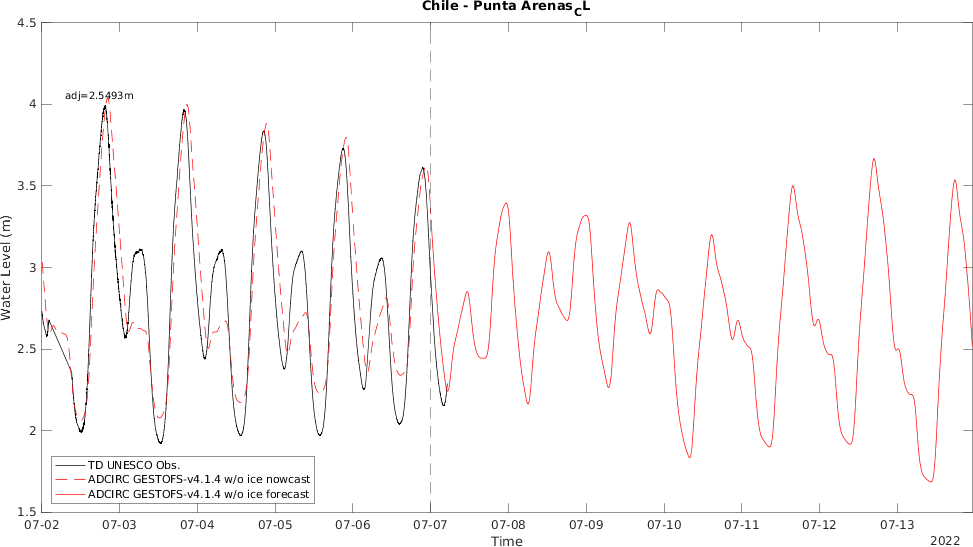 Chile - Punta Arenas_CL
4.5
adj=2.5493m
4
3.5
3
Water Level (m)
2.5
2
TD UNESCO Obs.
ADCIRC GESTOFS-v4.1.4 w/o ice nowcast
ADCIRC GESTOFS-v4.1.4 w/o ice forecast
1.5
07-02 07-03 07-04 07-05 07-06 07-07 07-08 07-09 07-10 07-11 07-12 07-13
Time
2022